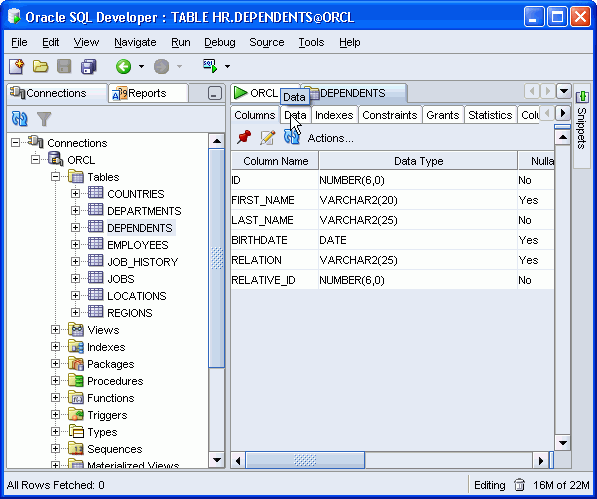 Oracle SQL Developer : TABLE HR.DEPENDENTS@ORCL
File Edit View Navigate Run Debug Source Tools Help
Connections Reports
ORCL DEPENDENTS
Data
Columns Data Indexes Constraints Grants Statistics Colu
Actions...
Column Name Data Type Nulla
ID NUMBER(6,0) No
FIRST_NAME VARCHAR2(20) Yes
LAST_NAME VARCHAR2(25) No
BIRTHDATE DATE Yes
RELATION VARCHAR2(25) Yes
RELATIVE_ID NUMBER(6,0) No
Connections
ORCL
Tables
COUNTRIES
DEPARTMENTS
DEPENDENTS
EMPLOYEES
JOB_HISTORY
JOBS
LOCATIONS
REGIONS
Views
Indexes
Packages
Procedures
Functions
Triggers
Types
Sequences
Materialized Views
Snippets
All Rows Fetched: 0 Editing 16M of 22M